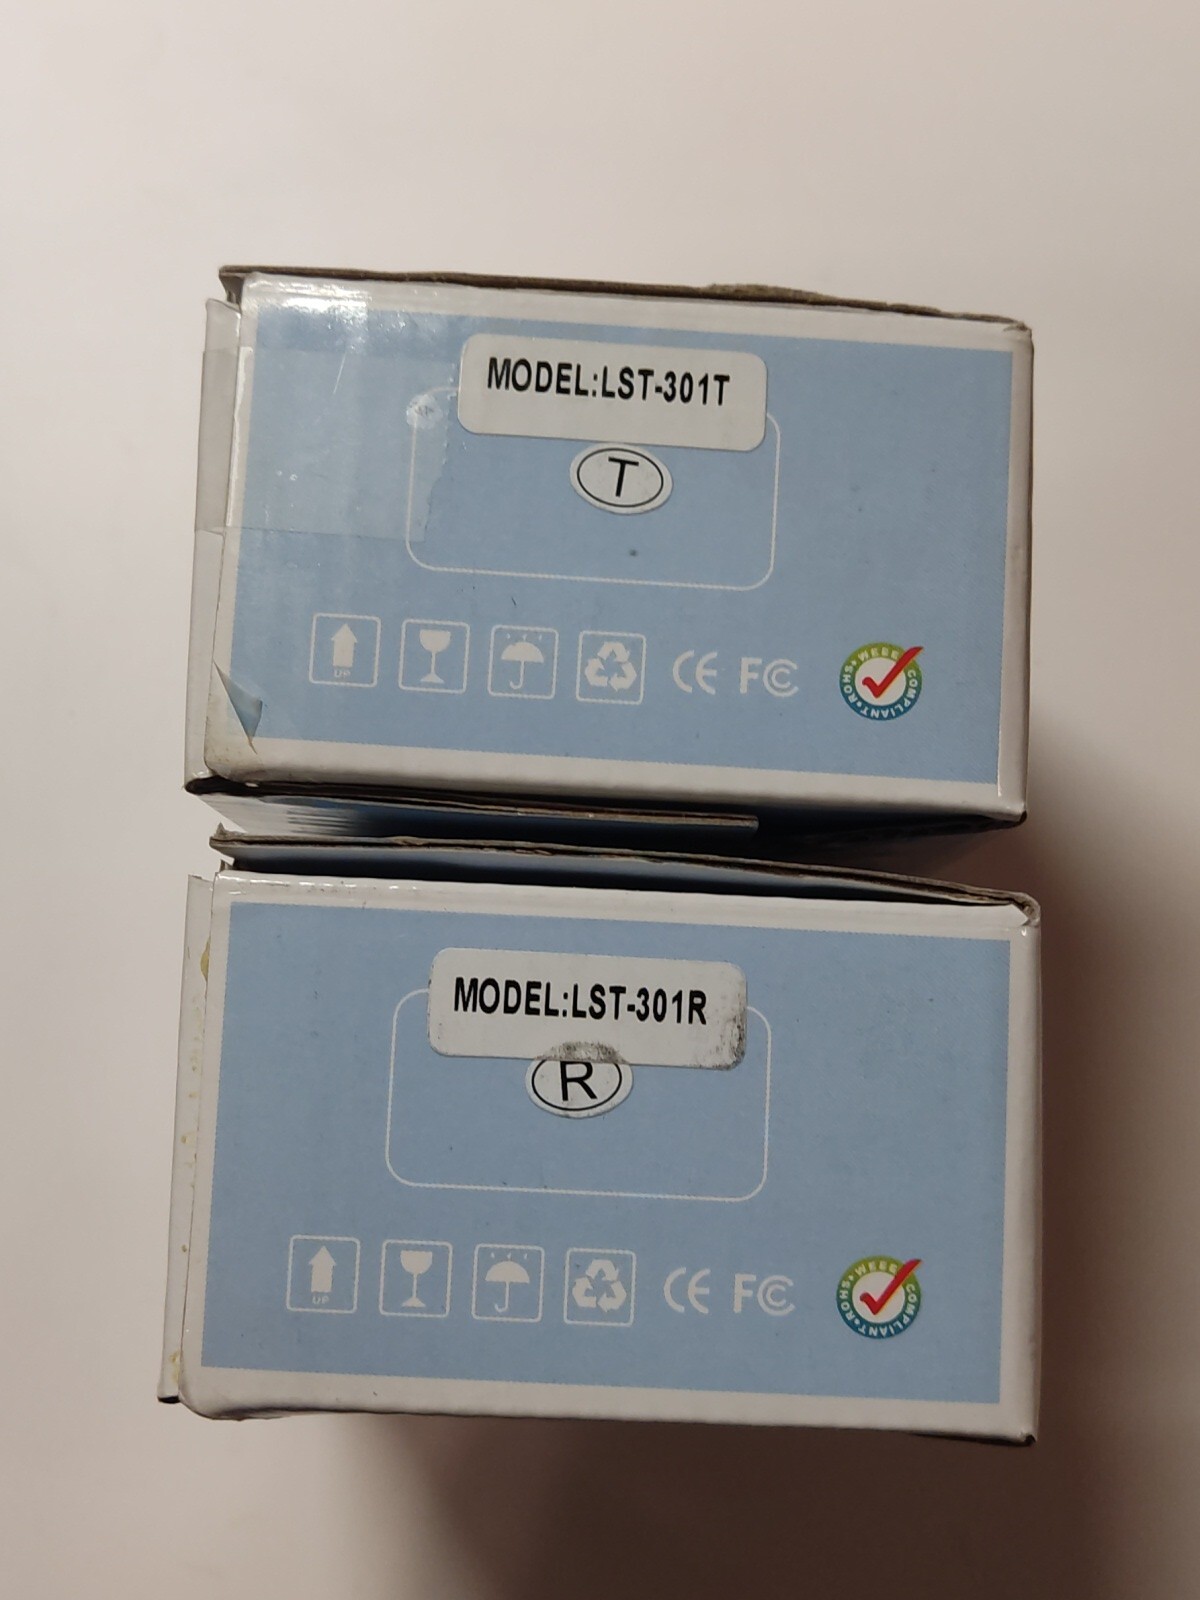 MODEL:LST-301T
T
UP
CE FC
WEEE COMPLIANT ROHS
MODEL:LST-301R
R
UP
CE FC
WEEE COMPLIANT ROHS